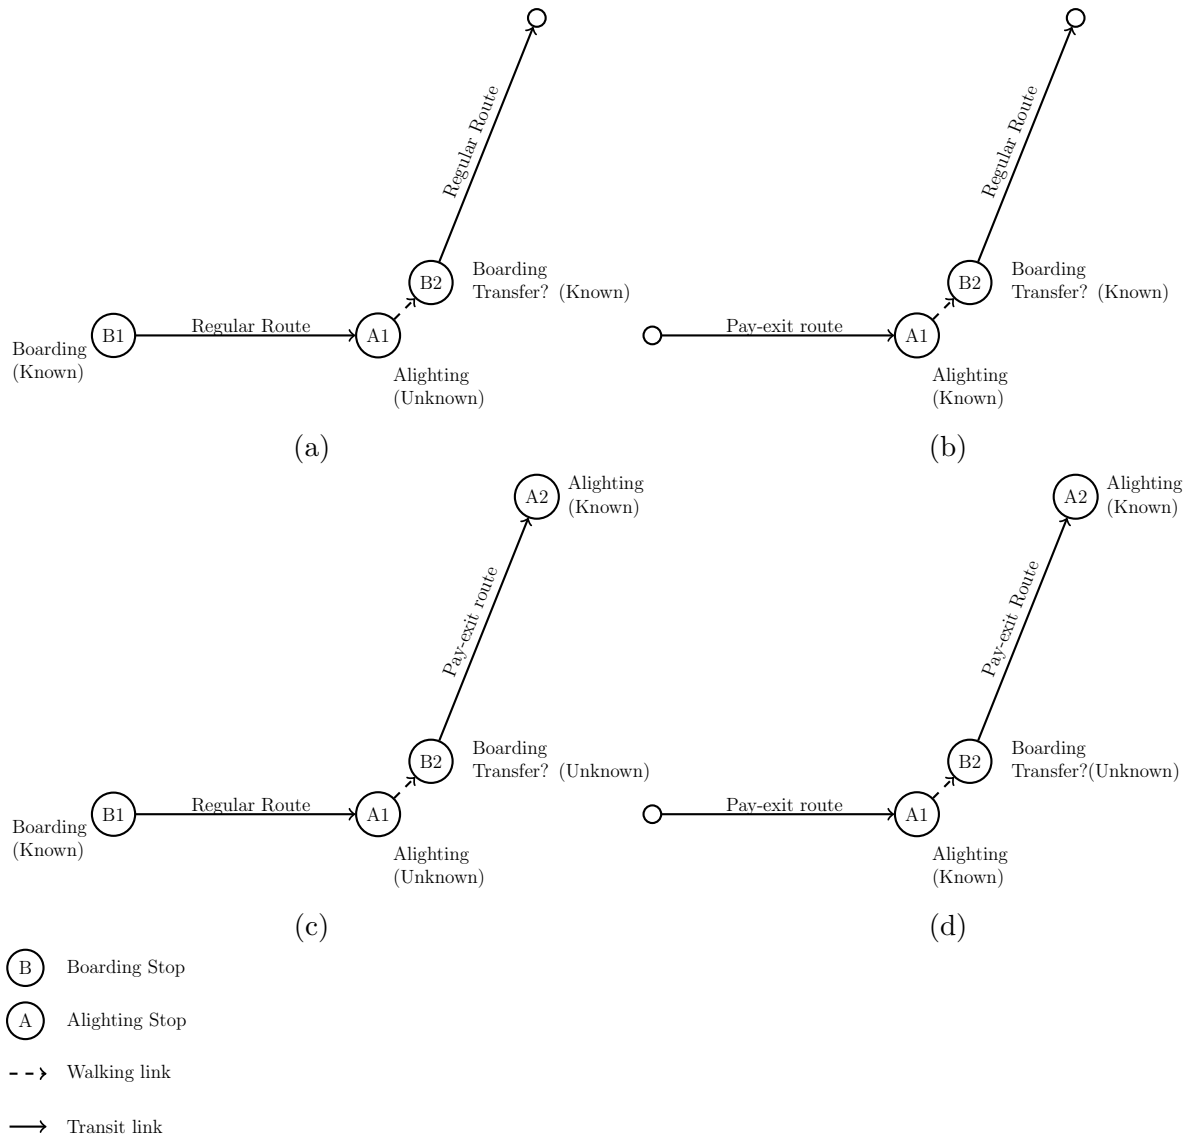 Regular Route
B2
Boarding
Transfer? (Known)
B1
Regular Route
A1
Boarding
(Known)
Alighting
(Unknown)
(a)
Regular Route
B2
Boarding
Transfer? (Known)
Pay-exit route
A1
Alighting
(Known)
(b)
A2
Alighting
(Known)
Pay-exit route
B2
Boarding
Transfer? (Unknown)
B1
Regular Route
A1
Boarding
(Known)
Alighting
(Unknown)
(c)
A2
Alighting
(Known)
Pay-exit Route
B2
Boarding
Transfer?(Unknown)
Pay-exit route
A1
Alighting
(Known)
(d)
B Boarding Stop
A Alighting Stop
Walking link
Transit link